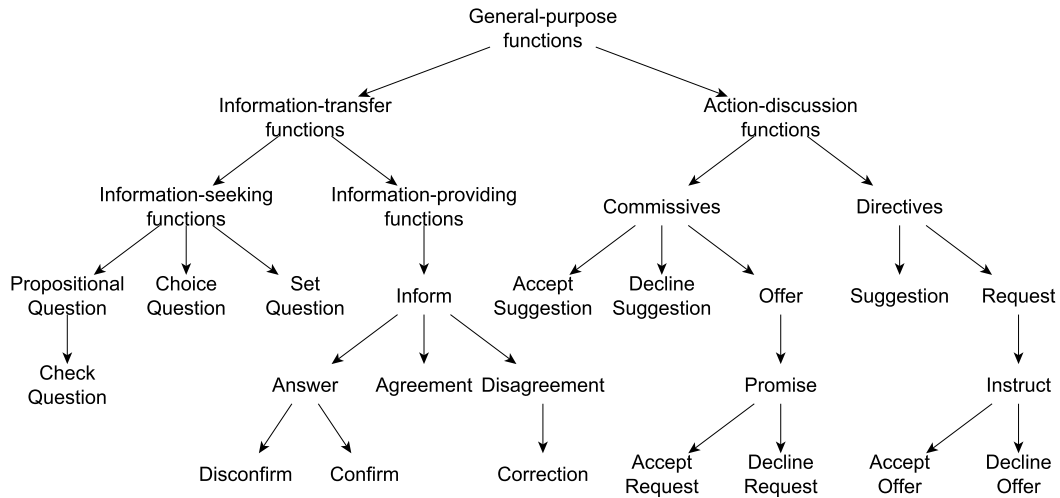 General-purpose
functions
Information-transfer
functions
Action-discussion
functions
Information-seeking
functions
Information-providing
functions
Commissives
Directives
Propositional
Question
Choice
Question
Set
Question
Inform
Accept
Suggestion
Decline
Suggestion
Offer
Suggestion
Request
Check
Question
Answer
Agreement
Disagreement
Promise
Instruct
Disconfirm
Confirm
Correction
Accept
Request
Decline
Request
Accept
Offer
Decline
Offer